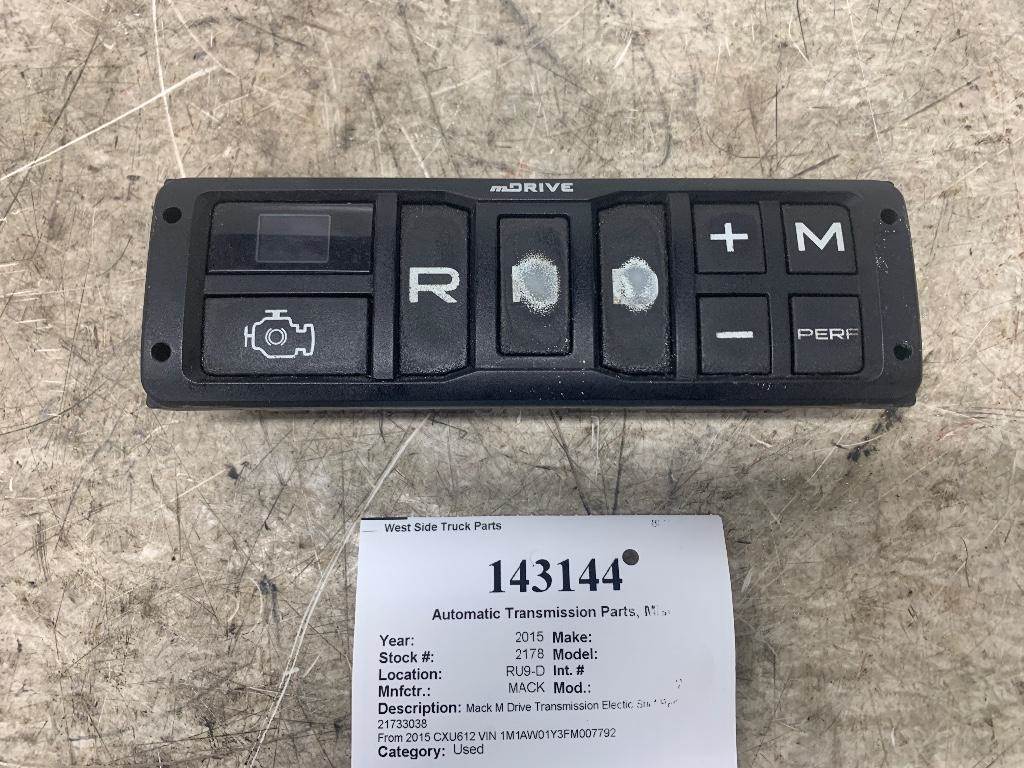 mDRIVE
R
+
M
-
PERF
West Side Truck Parts
143144
Automatic Transmission Parts,
Year: 2015 Make:
Stock #: 2178 Model:
Location: RU9-D Int. #
Mnfctr.: MACK Mod.:
Description: Mack M Drive Transmission Electic
21733038
From 2015 CXU612 VIN 1M1AW01Y3FM007792
Category: Used